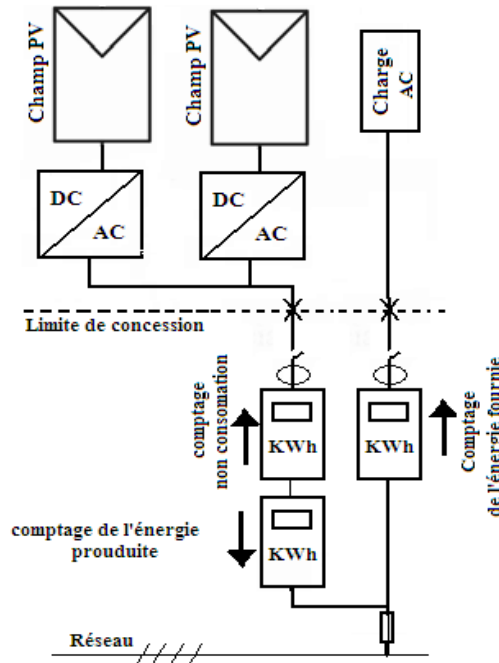 Champ PV
Champ PV
Charge
AC
DC
AC
DC
AC
Limite de concession
comptage
non consomation
KWh
KWh
Comptage
de l'énergie fournie
comptage de l'énergie
prouduite
KWh
Réseau